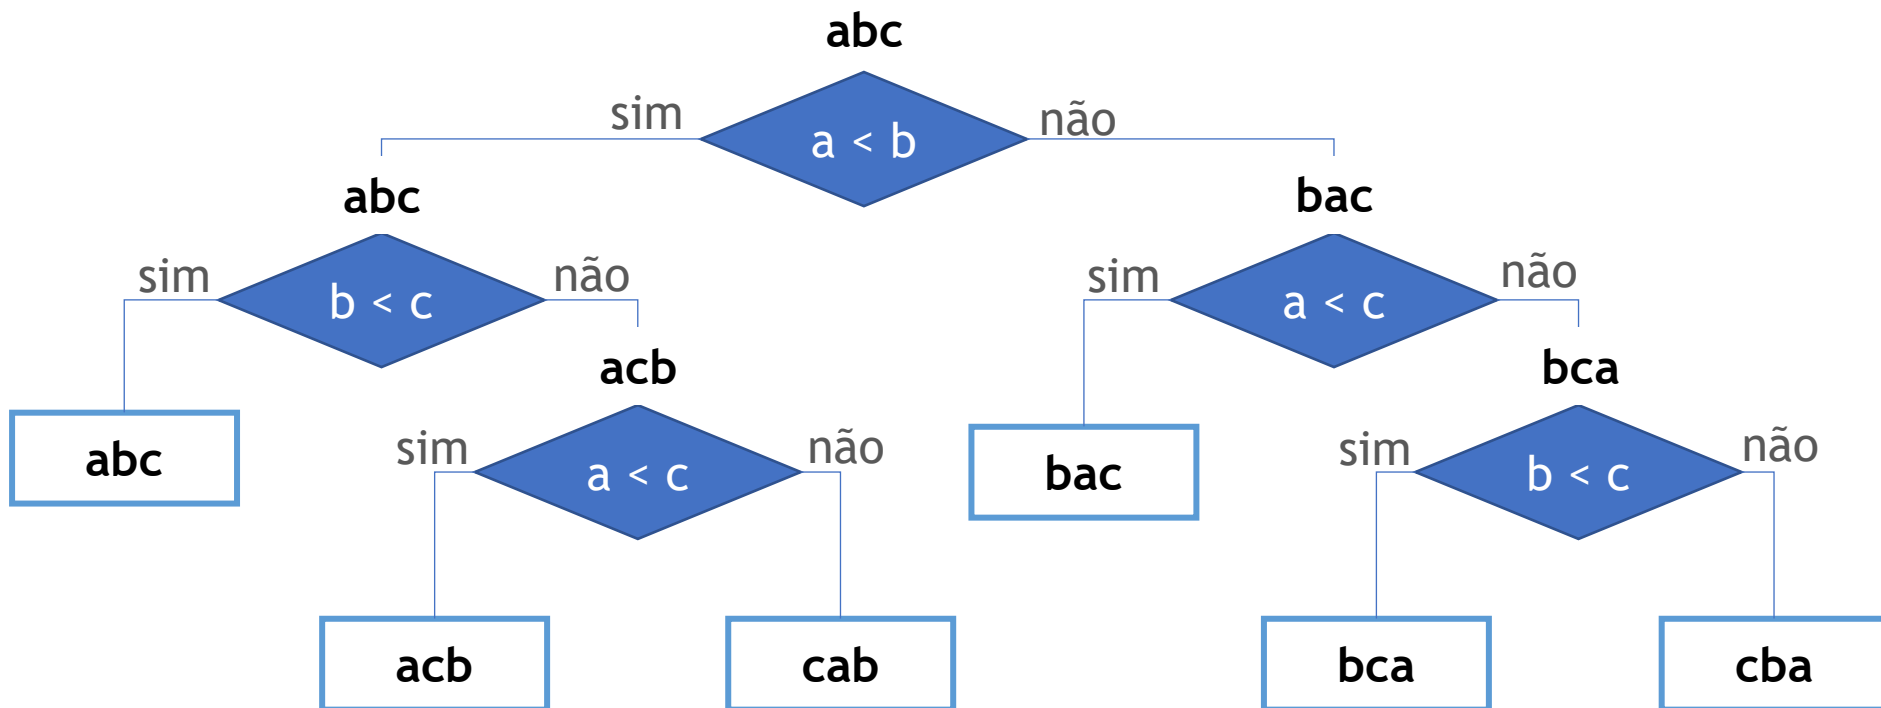 abc
sim
a < b
não
abc
bac
sim
b < c
não
sim
a < c
não
acb
bca
abc
sim
a < c
não
bac
sim
b < c
não
acb
cab
bca
cba